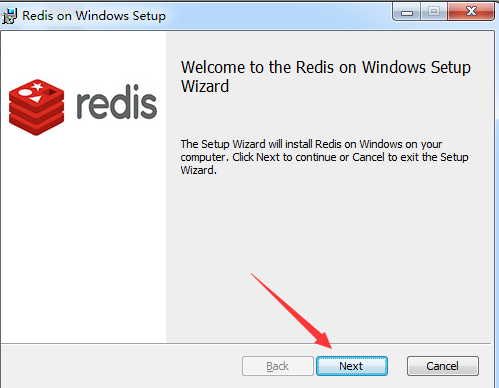 Redis on Windows Setup
redis
Welcome to the Redis on Windows Setup
Wizard
The Setup Wizard will install Redis on Windows on your
computer. Click Next to continue or Cancel to exit the Setup
Wizard.
Back
Next
Cancel